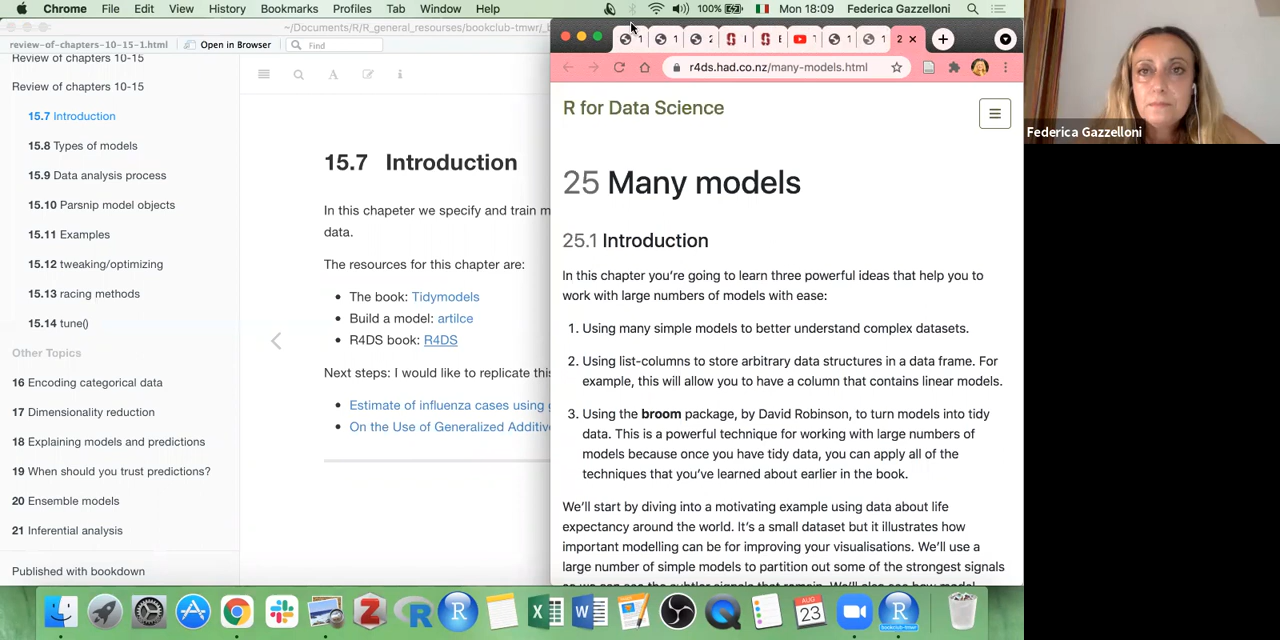 Chrome File Edit View History Bookmarks Profiles Tab Window Help 100% Mon 18:09 Federica Gazzelloni
~/Documents/R/R_general_resourses/bookclub-tmwr/_b
review-of-chapters-10-15-1.html Open in Browser Find
Review of chapters 10-15
Review of chapters 10-15
15.7 Introduction
15.8 Types of models
15.9 Data analysis process
15.10 Parsnip model objects
15.11 Examples
15.12 tweaking/optimizing
15.13 racing methods
15.14 tune()
Other Topics
16 Encoding categorical data
17 Dimensionality reduction
18 Explaining models and predictions
19 When should you trust predictions?
20 Ensemble models
21 Inferential analysis
Published with bookdown
15.7 Introduction
In this chapeter we specify and train m
data.
The resources for this chapter are:
The book: Tidymodels
Build a model: artilce
R4DS book: R4DS
Next steps: I would like to replicate this
Estimate of influenza cases using g
On the Use of Generalized Additive
r4ds.had.co.nz/many-models.html
R for Data Science
25 Many models
25.1 Introduction
In this chapter you're going to learn three powerful ideas that help you to
work with large numbers of models with ease:
1. Using many simple models to better understand complex datasets.
2. Using list-columns to store arbitrary data structures in a data frame. For
example, this will allow you to have a column that contains linear models.
3. Using the broom package, by David Robinson, to turn models into tidy
data. This is a powerful technique for working with large numbers of
models because once you have tidy data, you can apply all of the
techniques that you've learned about earlier in the book.
We'll start by diving into a motivating example using data about life
expectancy around the world. It's a small dataset but it illustrates how
important modelling can be for improving your visualisations. We'll use a
large number of simple models to partition out some of the strongest signals
Federica Gazzelloni
AUG
23
bookclub-tmwr